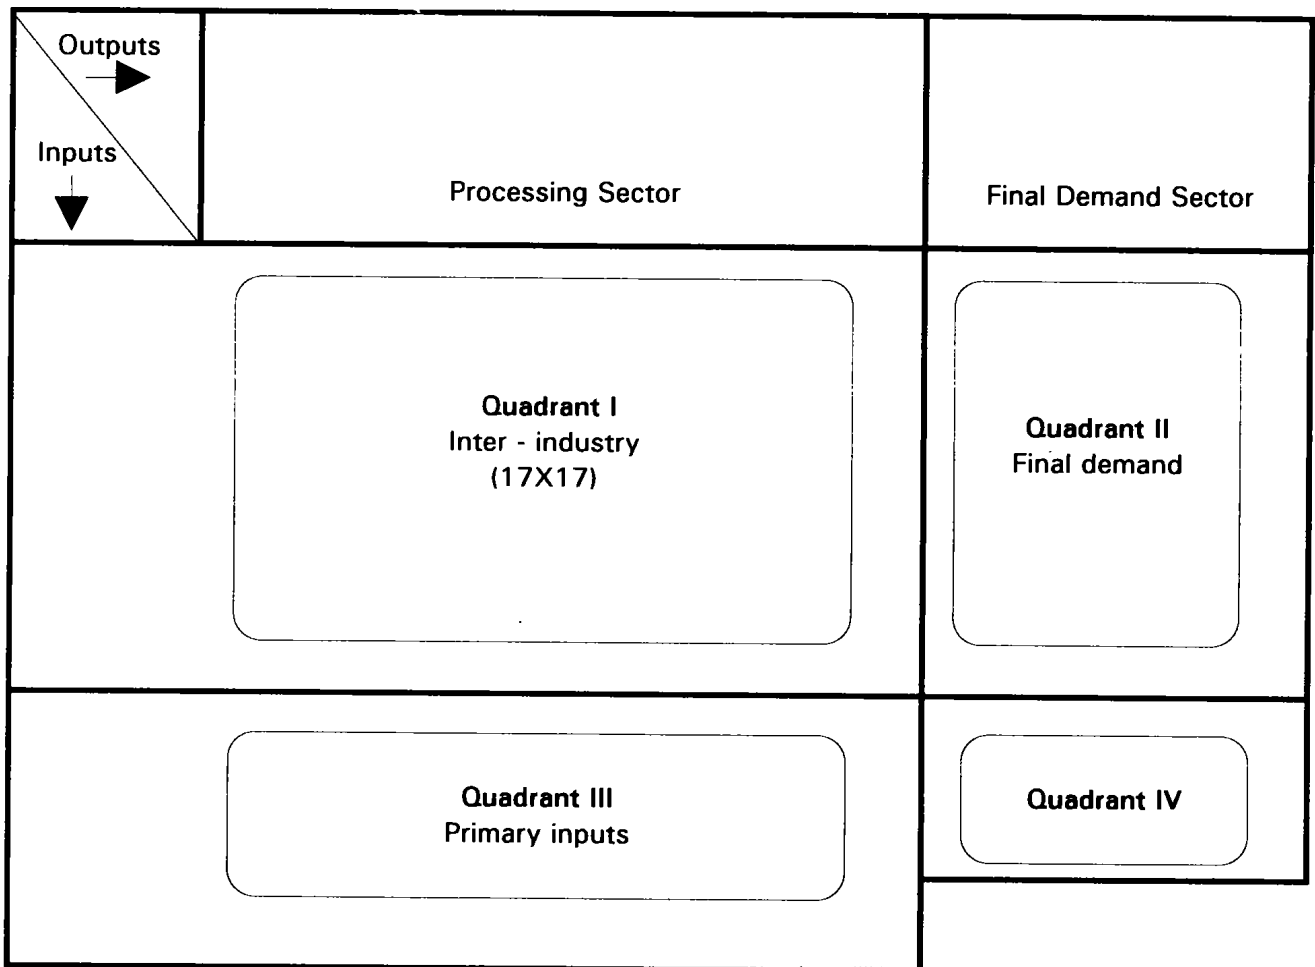 Outputs
Inputs
Processing Sector
Final Demand Sector
Quadrant I
Inter - industry
(17X17)
Quadrant II
Final demand
Quadrant III
Primary inputs
Quadrant IV